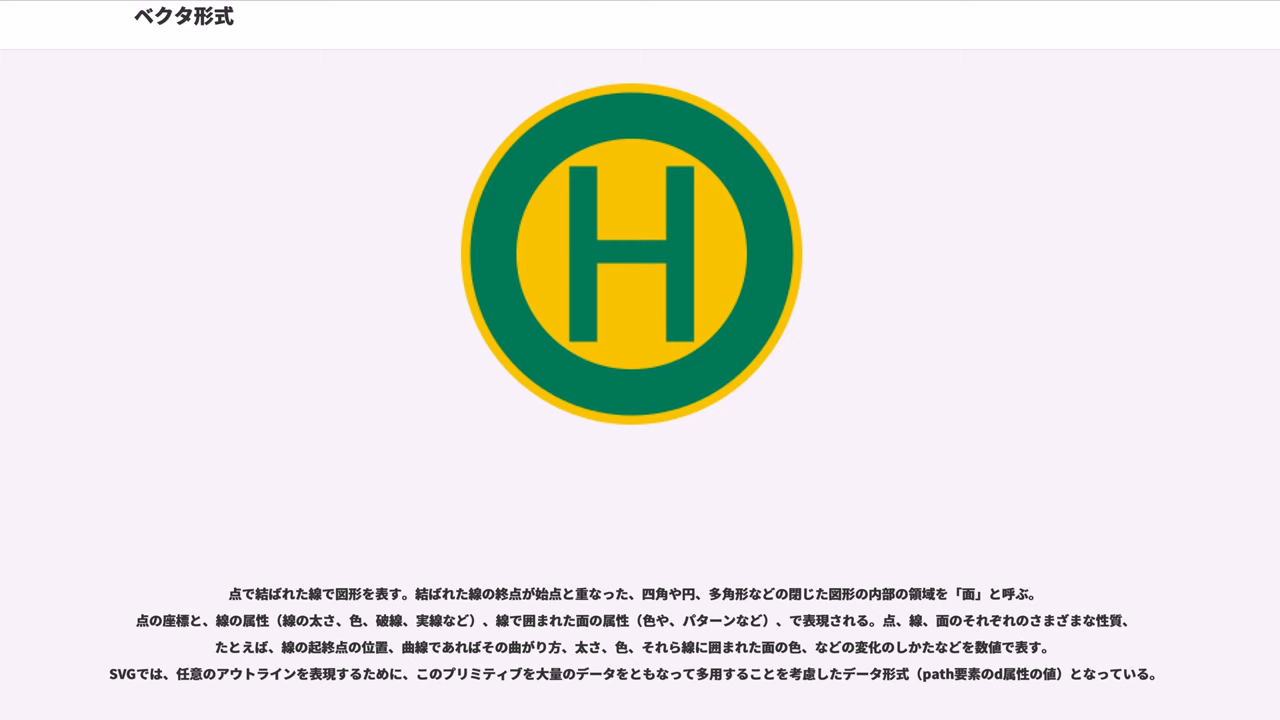 ベクタ形式
H
点で結ばれた線で図形を表す。結ばれた線の終点が始点と重なった、四角や円、多角形などの閉じた図形の内部の領域を「面」と呼ぶ。
点の座標と、線の属性（線の太さ、色、破線、実線など）、線で囲まれた面の属性（色や、パターンなど）、で表現される。点、線、面のそれぞれのさまざまな性質、
たとえば、線の起終点の位置、曲線であればその曲がり方、太さ、色、それら線に囲まれた面の色、などの変化のしかたなどを数値で表す。
SVGでは、任意のアウトラインを表現するために、このプリミティブを大量のデータをともなって多用することを考慮したデータ形式（path要素のd属性の値）となっている。